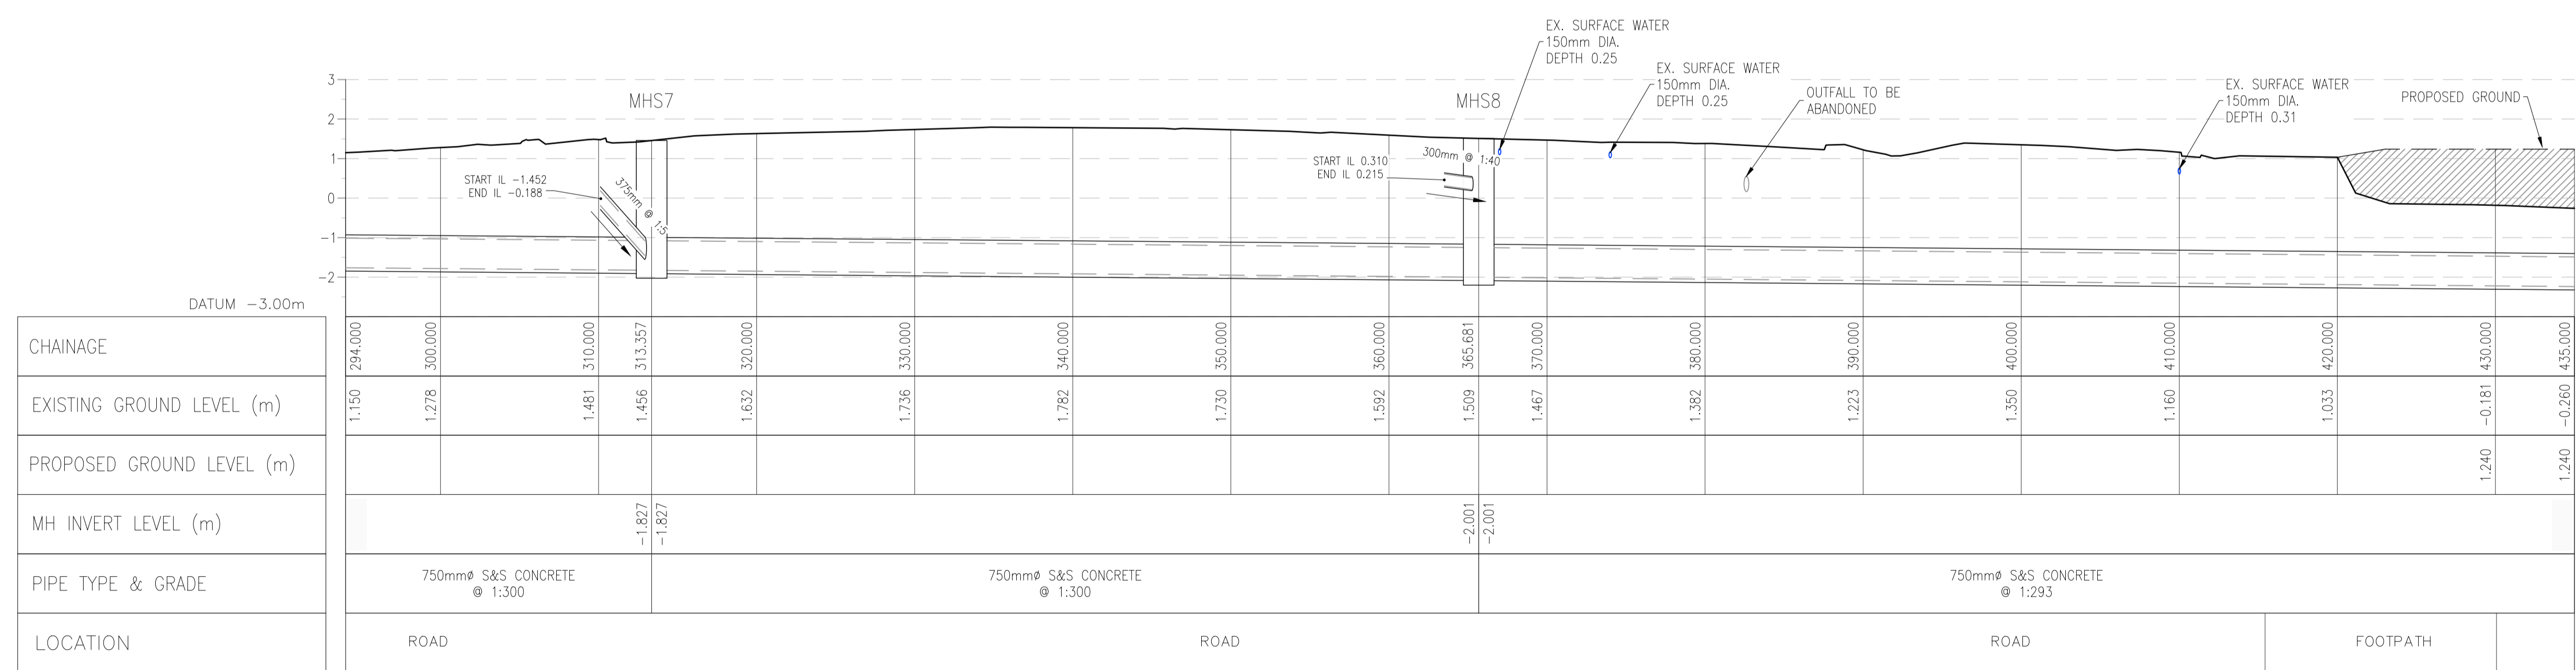 EX. SURFACE WATER
150mm DIA.
DEPTH 0.25
EX. SURFACE WATER
150mm DIA.
DEPTH 0.25
OUTFALL TO BE
ABANDONED
EX. SURFACE WATER
150mm DIA.
DEPTH 0.31
PROPOSED GROUND
MHS7
MHS8
3
2
1
0
-1
-2
START IL -1.452
END IL -0.188
375mm @ 1:5
START IL 0.310
END IL 0.215
300mm @ 1:40
DATUM -3.00m
CHAINAGE
294.000 300.000 310.000 313.357 320.000 330.000 340.000 350.000 360.000 365.681 370.000 380.000 390.000 400.000 410.000 420.000 430.000 435.000
EXISTING GROUND LEVEL (m)
1.150 1.278 1.481 1.456 1.632 1.736 1.782 1.730 1.592 1.509 1.467 1.382 1.223 1.350 1.160 1.033 -0.181 -0.260
PROPOSED GROUND LEVEL (m)
1.240 1.240
MH INVERT LEVEL (m)
-1.827 -1.827 -2.001 -2.001
PIPE TYPE & GRADE
750mmø S&S CONCRETE
@ 1:300
750mmø S&S CONCRETE
@ 1:300
750mmø S&S CONCRETE
@ 1:293
LOCATION
ROAD ROAD ROAD FOOTPATH